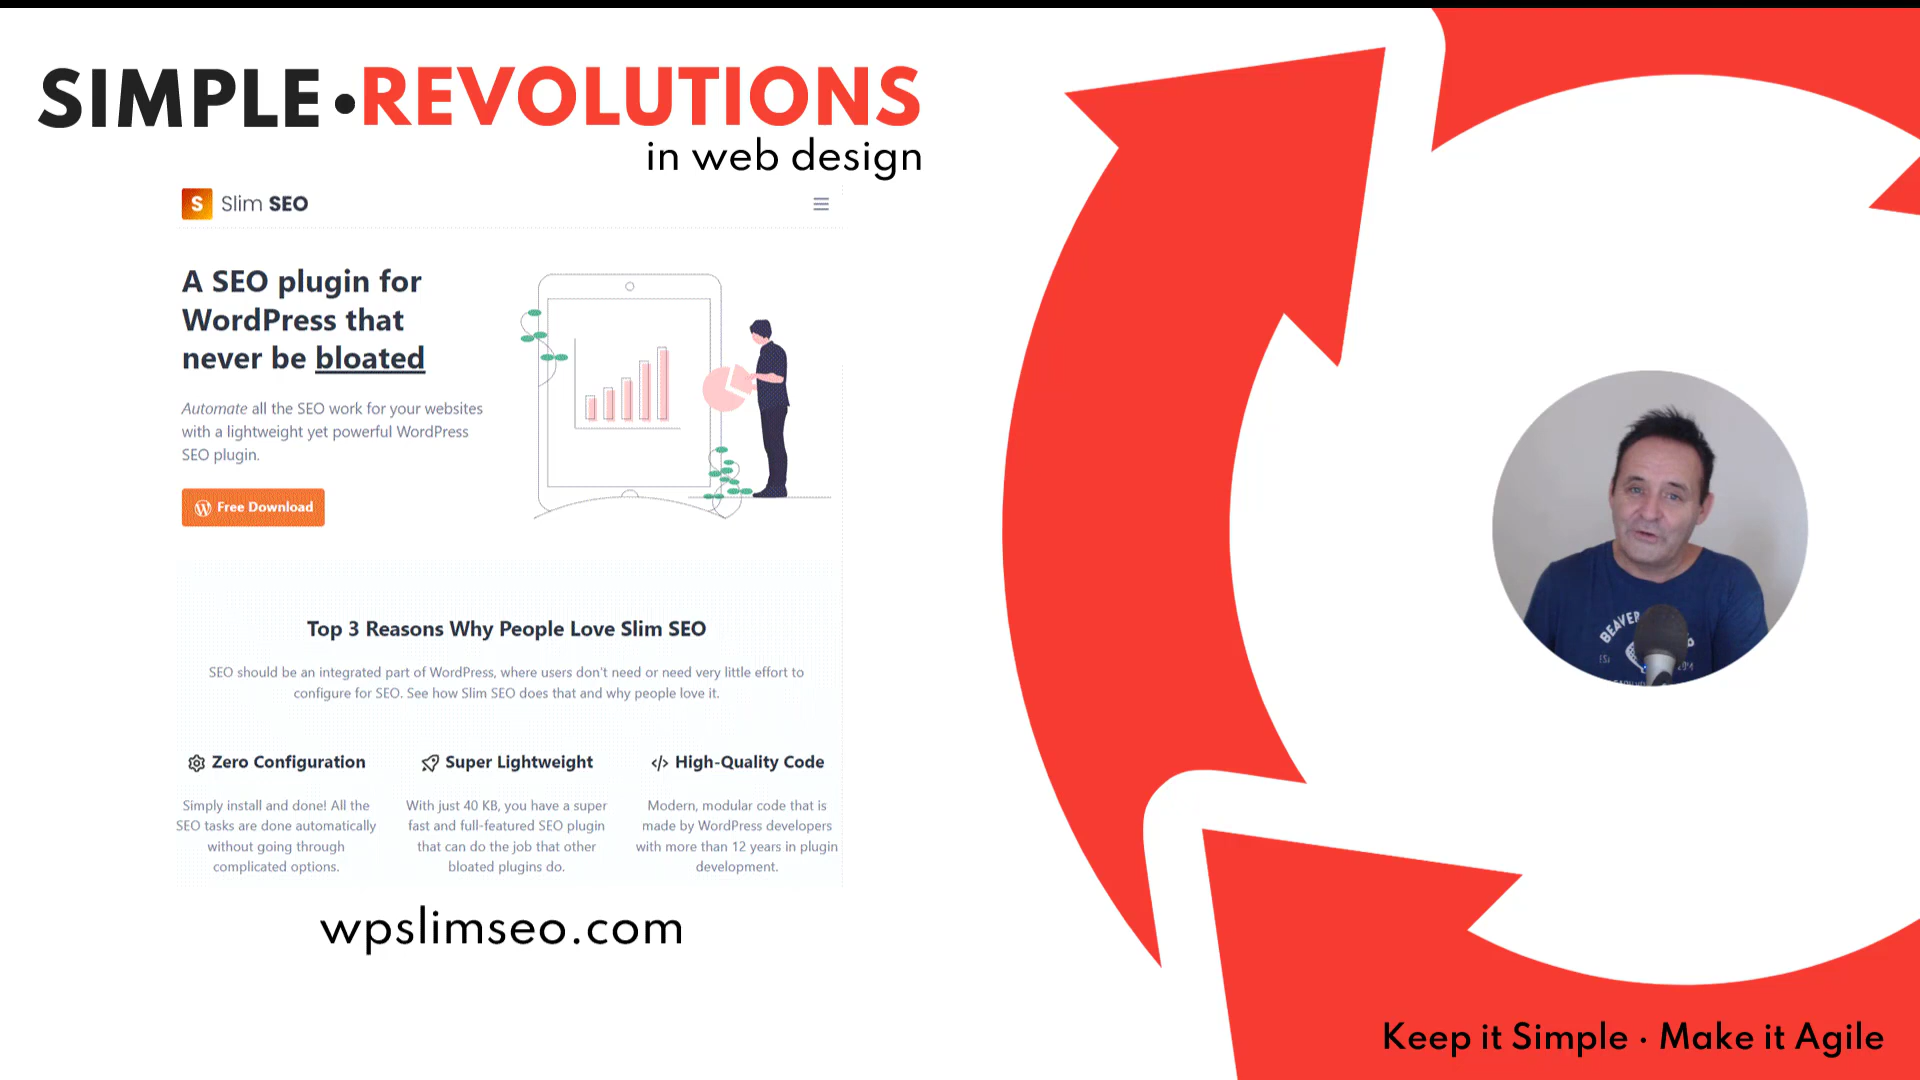 SIMPLE•REVOLUTIONS
in web design
S Slim SEO
A SEO plugin for
WordPress that
never be bloated
Automate all the SEO work for your websites
with a lightweight yet powerful WordPress
SEO plugin.
Free Download
Top 3 Reasons Why People Love Slim SEO
SEO should be an integrated part of WordPress, where users don't need or need very little effort to
configure for SEO. See how Slim SEO does that and why people love it.
Zero Configuration
Simply install and done! All the
SEO tasks are done automatically
without going through
complicated options.
Super Lightweight
With just 40 KB, you have a super
fast and full-featured SEO plugin
that can do the job that other
bloated plugins do.
</> High-Quality Code
Modern, modular code that is
made by WordPress developers
with more than 12 years in plugin
development.
wpslimseo.com
Keep it Simple · Make it Agile